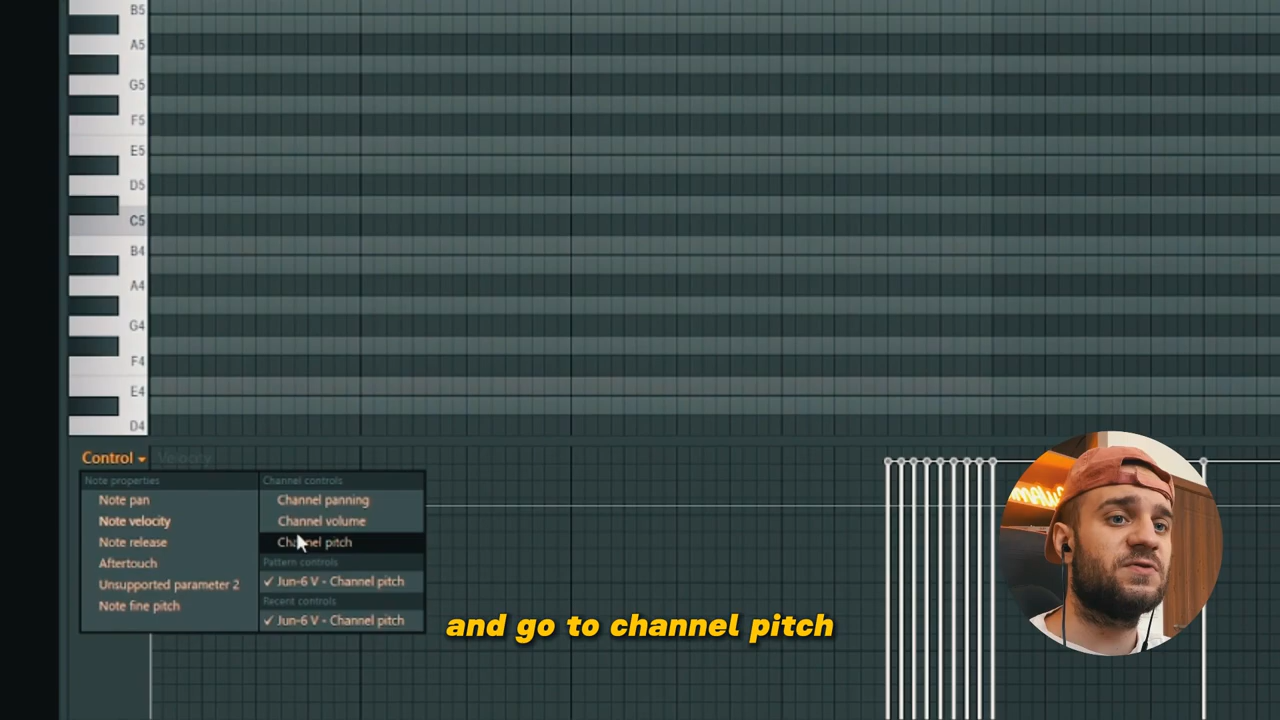 B5
A5
G5
F5
E5
D5
C5
B4
A4
G4
F4
E4
D4
Control Velocity
Note properties
Note pan
Note velocity
Note release
Aftertouch
Unsupported parameter 2
Note fine pitch
Channel controls
Channel panning
Channel volume
Channel pitch
Pattern controls
✓ Jun-6 V - Channel pitch
Recent controls
✓ Jun-6 V - Channel pitch
and go to channel pitch